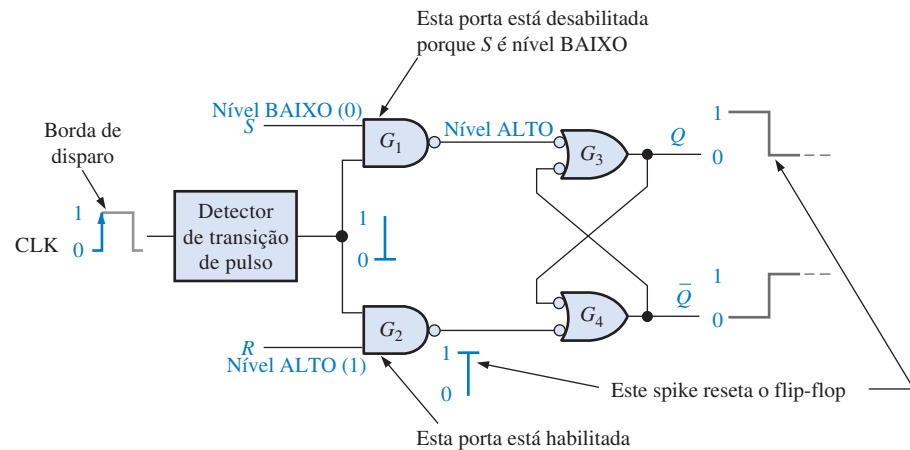 Esta porta está desabilitada
porque S é nível BAIXO
Nível BAIXO (0)
S
G1
Nível ALTO
G3
Q
1
0
Borda de
disparo
1
0
CLK
Detector
de transição
de pulso
1
0
G2
R
Nível ALTO (1)
G4
Q̅
1
0
1
0
Este spike reseta o flip-flop
Esta porta está habilitada